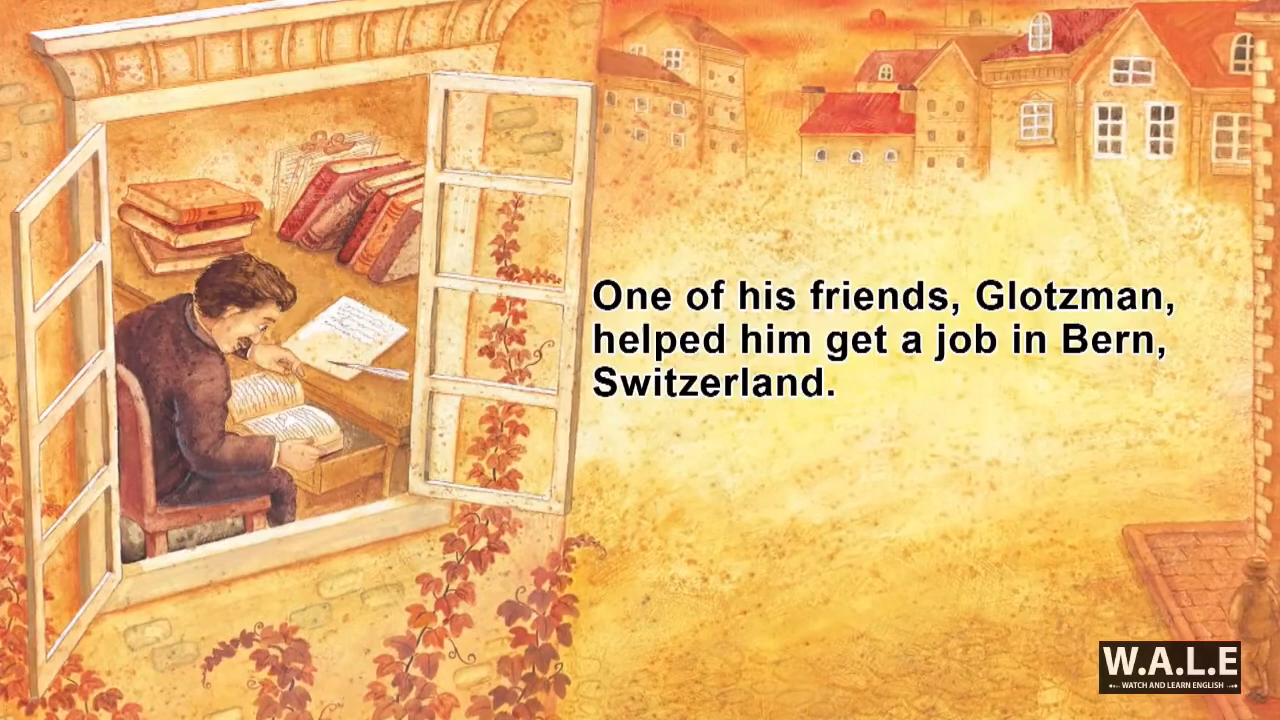 One of his friends, Glotzman,
helped him get a job in Bern,
Switzerland.
W.A.L.E
WATCH AND LEARN ENGLISH